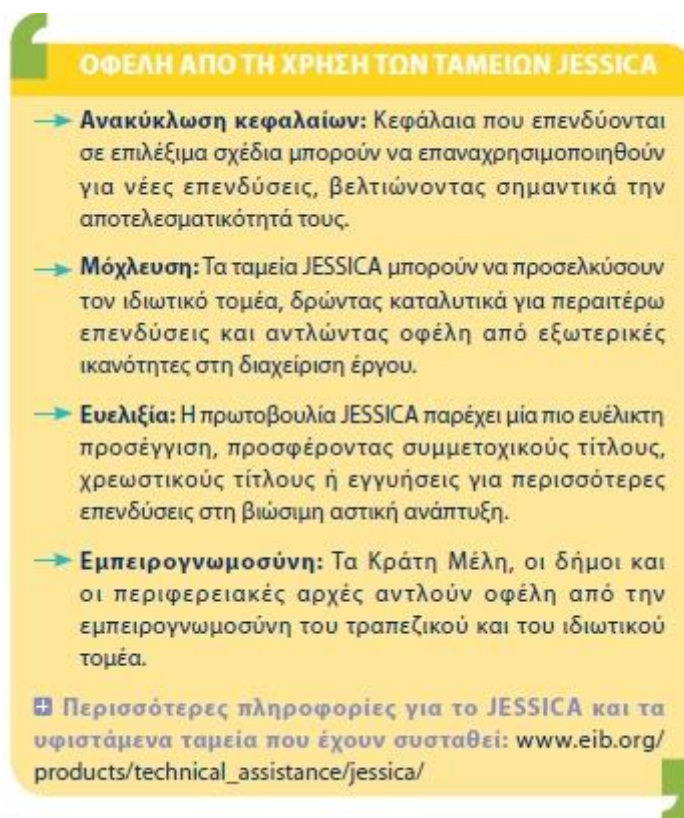 ΟΦΕΛΗ ΑΠΟ ΤΗ ΧΡΗΣΗ ΤΩΝ ΤΑΜΕΙΩΝ JESSICA
Ανακύκλωση κεφαλαίων: Κεφάλαια που επενδύονται
σε επιλέξιμα σχέδια μπορούν να επαναχρησιμοποιηθούν
για νέες επενδύσεις, βελτιώνοντας σημαντικά την
αποτελεσματικότητά τους.
Μόχλευση: Τα ταμεία JESSICA μπορούν να προσελκύσουν
τον ιδιωτικό τομέα, δρώντας καταλυτικά για περαιτέρω
επενδύσεις και αντλώντας οφέλη από εξωτερικές
ικανότητες στη διαχείριση έργου.
Ευελιξία: Η πρωτοβουλία JESSICA παρέχει μία πιο ευέλικτη
προσέγγιση, προσφέροντας συμμετοχικούς τίτλους,
χρεωστικούς τίτλους ή εγγυήσεις για περισσότερες
επενδύσεις στη βιώσιμη αστική ανάπτυξη.
Εμπειρογνωμοσύνη: Τα Κράτη Μέλη, οι δήμοι και
οι περιφερειακές αρχές αντλούν οφέλη από την
εμπειρογνωμοσύνη του τραπεζικού και του ιδιωτικού
τομέα.
Περισσότερες πληροφορίες για το JESSICA και τα
υφιστάμενα ταμεία που έχουν συσταθεί: www.eib.org/
products/technical_assistance/jessica/